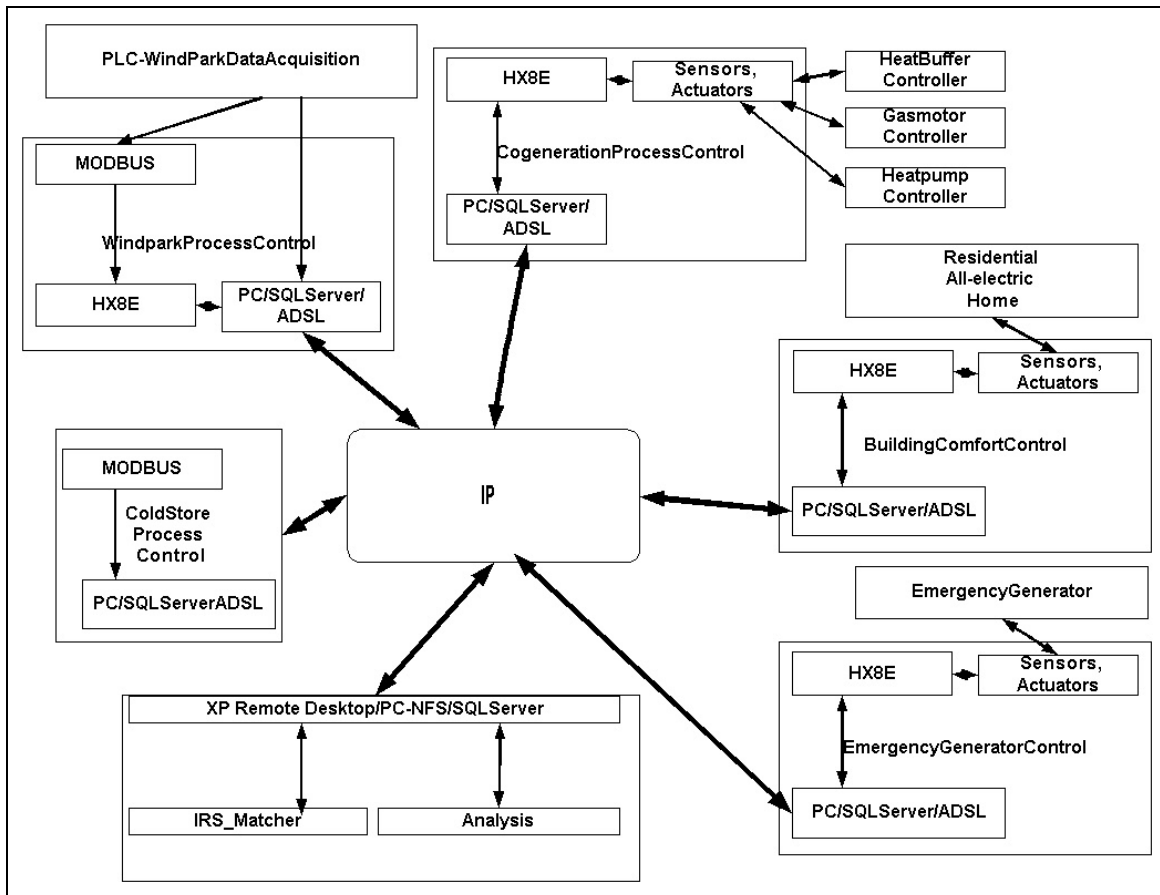 PLC-WindParkDataAcquisition
MODBUS
WindparkProcessControl
HX8E
PC/SQLServer/
ADSL
HX8E
Sensors,
Actuators
CogenerationProcessControl
PC/SQLServer/
ADSL
HeatBuffer
Controller
Gasmotor
Controller
Heatpump
Controller
Residential
All-electric
Home
HX8E
Sensors,
Actuators
BuildingComfortControl
PC/SQLServer/ADSL
IP
MODBUS
ColdStore
Process
Control
PC/SQLServerADSL
EmergencyGenerator
HX8E
Sensors,
Actuators
EmergencyGeneratorControl
PC/SQLServer/ADSL
XP Remote Desktop/PC-NFS/SQLServer
IRS_Matcher
Analysis